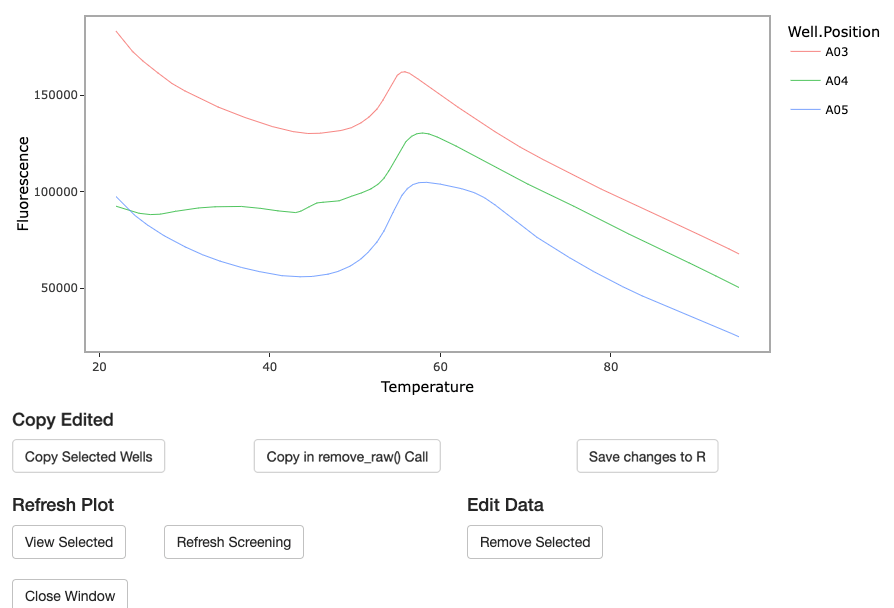 Well.Position
A03
A04
A05
150000
100000
50000
Fluorescence
20 40 60 80
Temperature
Copy Edited
Copy Selected Wells Copy in remove_raw() Call Save changes to R
Refresh Plot Edit Data
View Selected Refresh Screening Remove Selected
Close Window